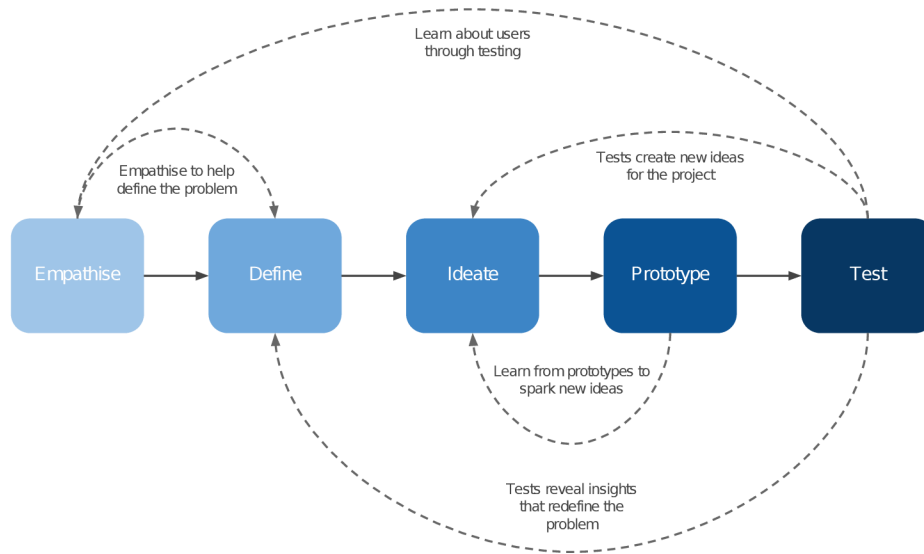 Learn about users
through testing
Empathise to help
define the problem
Tests create new ideas
for the project
Empathise
Define
Ideate
Prototype
Test
Learn from prototypes to
spark new ideas
Tests reveal insights
that redefine the
problem